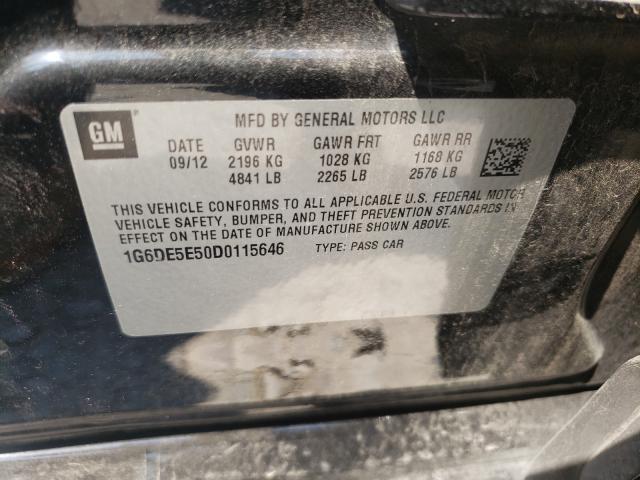 GM
MFD BY GENERAL MOTORS LLC
DATE GVWR GAWR FRT GAWR RR
09/12 2196 KG 1028 KG 1168 KG
4841 LB 2265 LB 2576 LB
THIS VEHICLE CONFORMS TO ALL APPLICABLE U.S. FEDERAL MOTOR
VEHICLE SAFETY, BUMPER, AND THEFT PREVENTION STANDARDS IN
EFFECT ON THE DATE OF MANUFACTURE SHOWN ABOVE.
1G6DE5E50D0115646 TYPE: PASS CAR